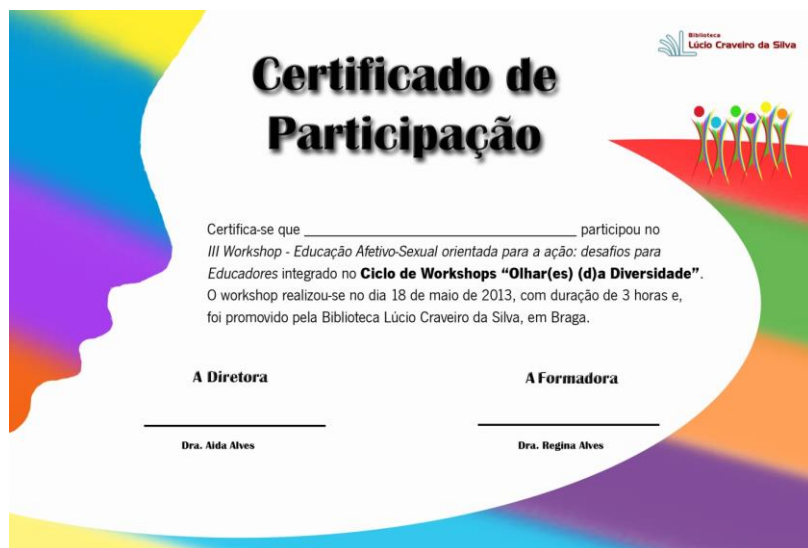 Biblioteca
Lúcio Craveiro da Silva
Certificado de
Participação
Certifica-se que ______________________________ participou no
III Workshop - Educação Afetivo-Sexual orientada para a ação: desafios para
Educadores integrado no Ciclo de Workshops “Olhar(es) (d)a Diversidade”.
O workshop realizou-se no dia 18 de maio de 2013, com duração de 3 horas e,
foi promovido pela Biblioteca Lúcio Craveiro da Silva, em Braga.
A Diretora
A Formadora
Dra. Aida Alves
Dra. Regina Alves